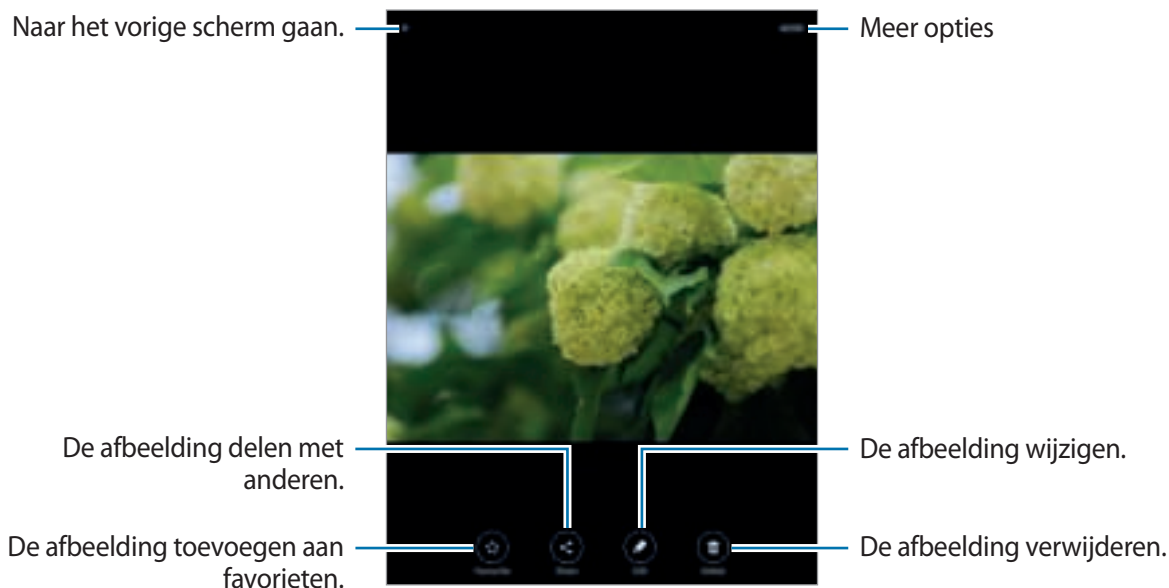 Naar het vorige scherm gaan.
Meer opties
De afbeelding delen met
anderen.
De afbeelding wijzigen.
De afbeelding toevoegen aan
favorieten.
De afbeelding verwijderen.